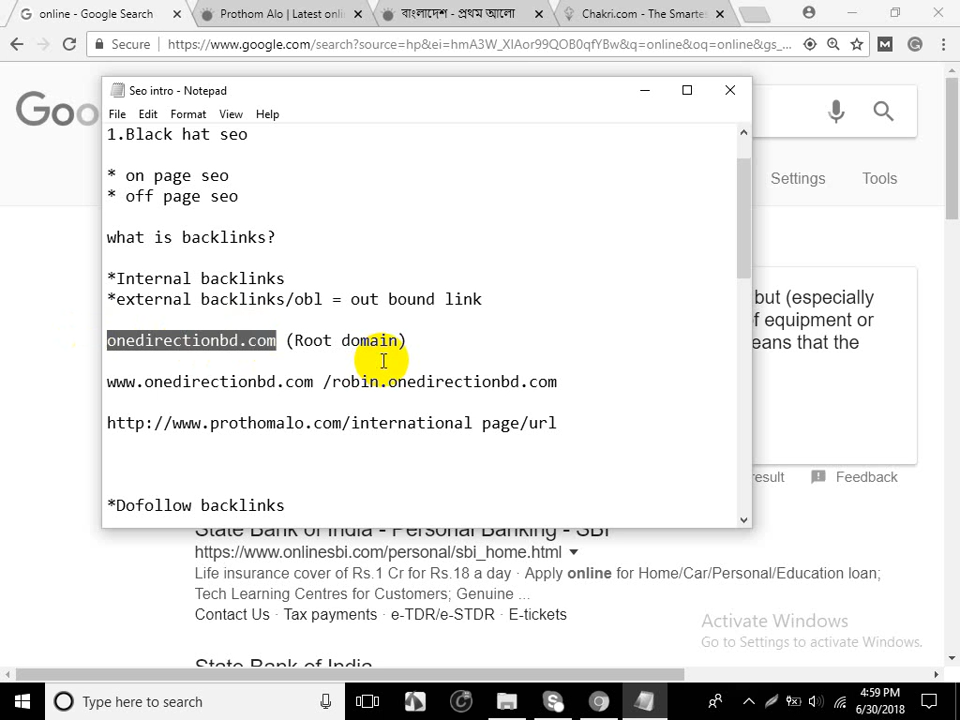 online - Google Search
Prothom Alo | Latest onli
বাংলাদেশ - প্রথম আলো
Chakri.com - The Smartes
Secure
https://www.google.com/search?source=hp&ei=hmA3W_XIAor99QOB0qfYBw&q=online&oq=online&gs_...
M
G
Goo
Seo intro - Notepad
File Edit Format View Help
1.Black hat seo
* on page seo
* off page seo
what is backlinks?
*Internal backlinks
*external backlinks/obl = out bound link
onedirectionbd.com (Root domain)
www.onedirectionbd.com /robin.onedirectionbd.com
http://www.prothomalo.com/international page/url
*Dofollow backlinks
Settings Tools
but (especially
of equipment or
eans that the
esult
Feedback
State Bank of India - Personal Banking - SBI
https://www.onlinesbi.com/personal/sbi_home.html
Life insurance cover of Rs.1 Cr for Rs.18 a day · Apply online for Home/Car/Personal/Education loan;
Tech Learning Centres for Customers; Genuine ...
Contact Us · Tax payments · e-TDR/e-STDR · E-tickets
State Bank of India
Activate Windows
Go to Settings to activate Windows.
Type here to search
4:59 PM
6/30/2018